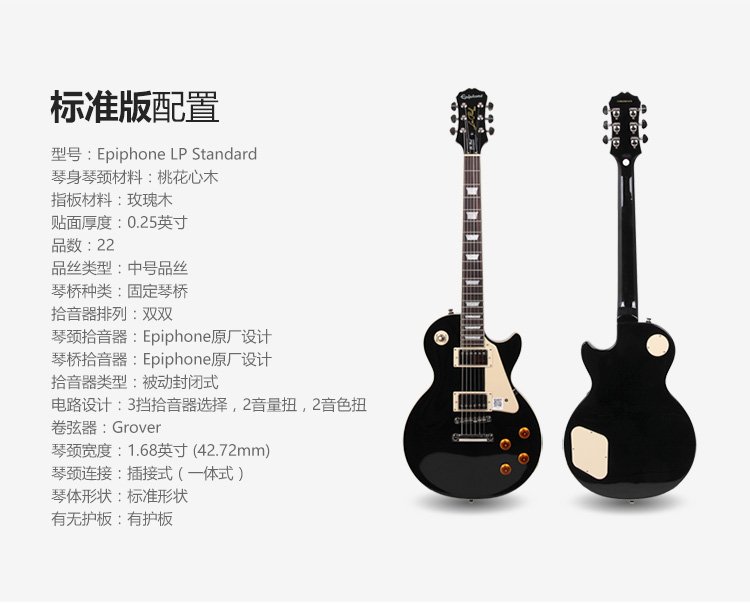 标准版配置
型号：Epiphone LP Standard
琴身琴颈材料：桃花心木
指板材料：玫瑰木
贴面厚度：0.25英寸
品数：22
品丝类型：中号品丝
琴桥种类：固定琴桥
拾音器排列：双双
琴颈拾音器：Epiphone原厂设计
琴桥拾音器：Epiphone原厂设计
拾音器类型：被动封闭式
电路设计：3挡拾音器选择，2音量扭，2音色扭
卷弦器：Grover
琴颈宽度：1.68英寸 (42.72mm)
琴颈连接：插接式（一体式）
琴体形状：标准形状
有无护板：有护板
Epiphone